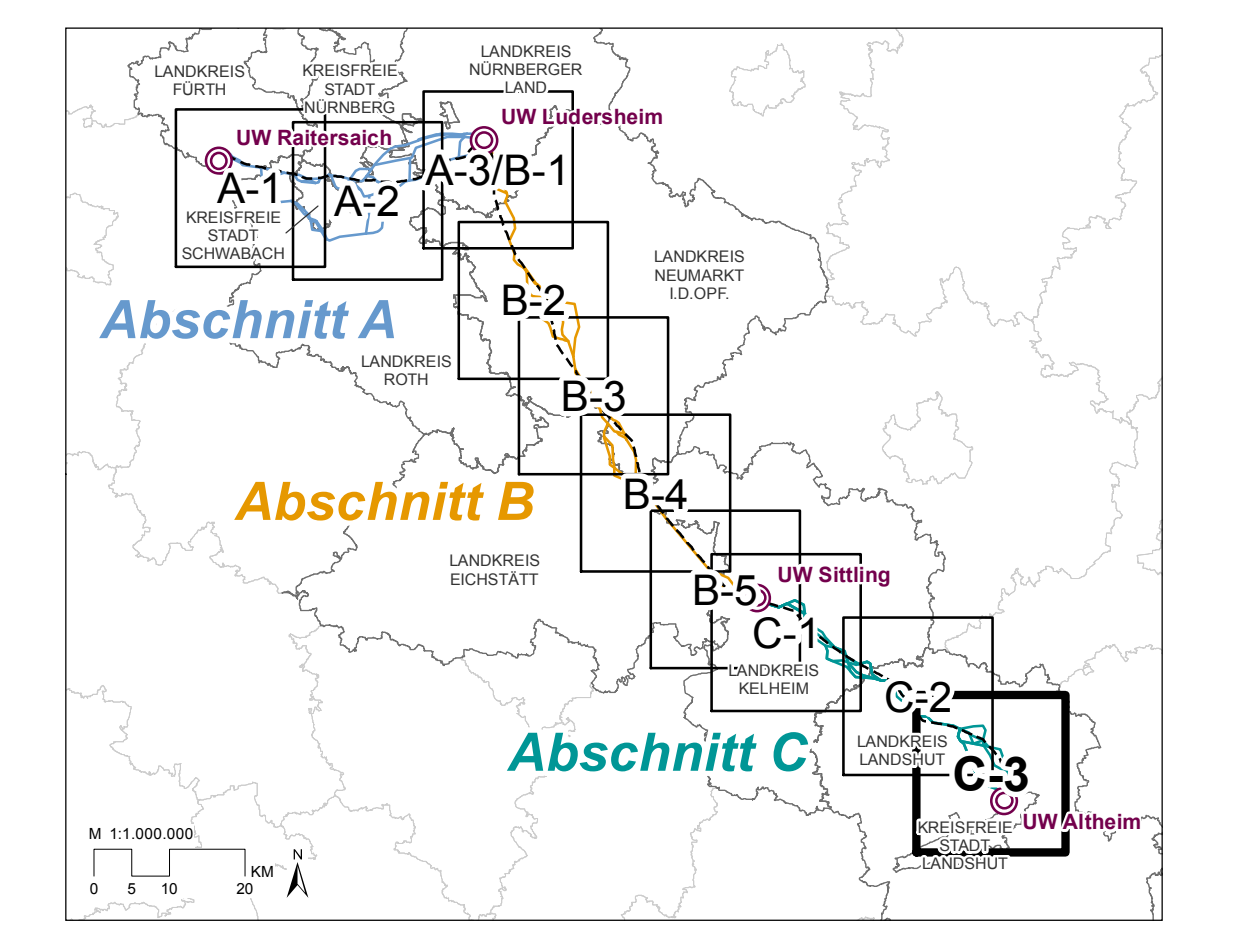 LANDKREIS
NÜRNBERGER
LAND
LANDKREIS
FÜRTH
KREISFREIE
STADT
NÜRNBERG
UW Ludersheim
UW Raitersaich
A-1
A-2
A-3/B-1
KREISFREIE
STADT
SCHWABACH
LANDKREIS
NEUMARKT
I.D.OPF.
B-2
Abschnitt A
LANDKREIS
ROTH
B-3
Abschnitt B
B-4
LANDKREIS
EICHSTÄTT
UW Sittling
B-5
C-1
LANDKREIS
KELHEIM
C-2
Abschnitt C
LANDKREIS
LANDSHUT
C-3
UW Altheim
KREISFREIE
STADT
LANDSHUT
M 1:1.000.000
KM
0 5 10 20
N